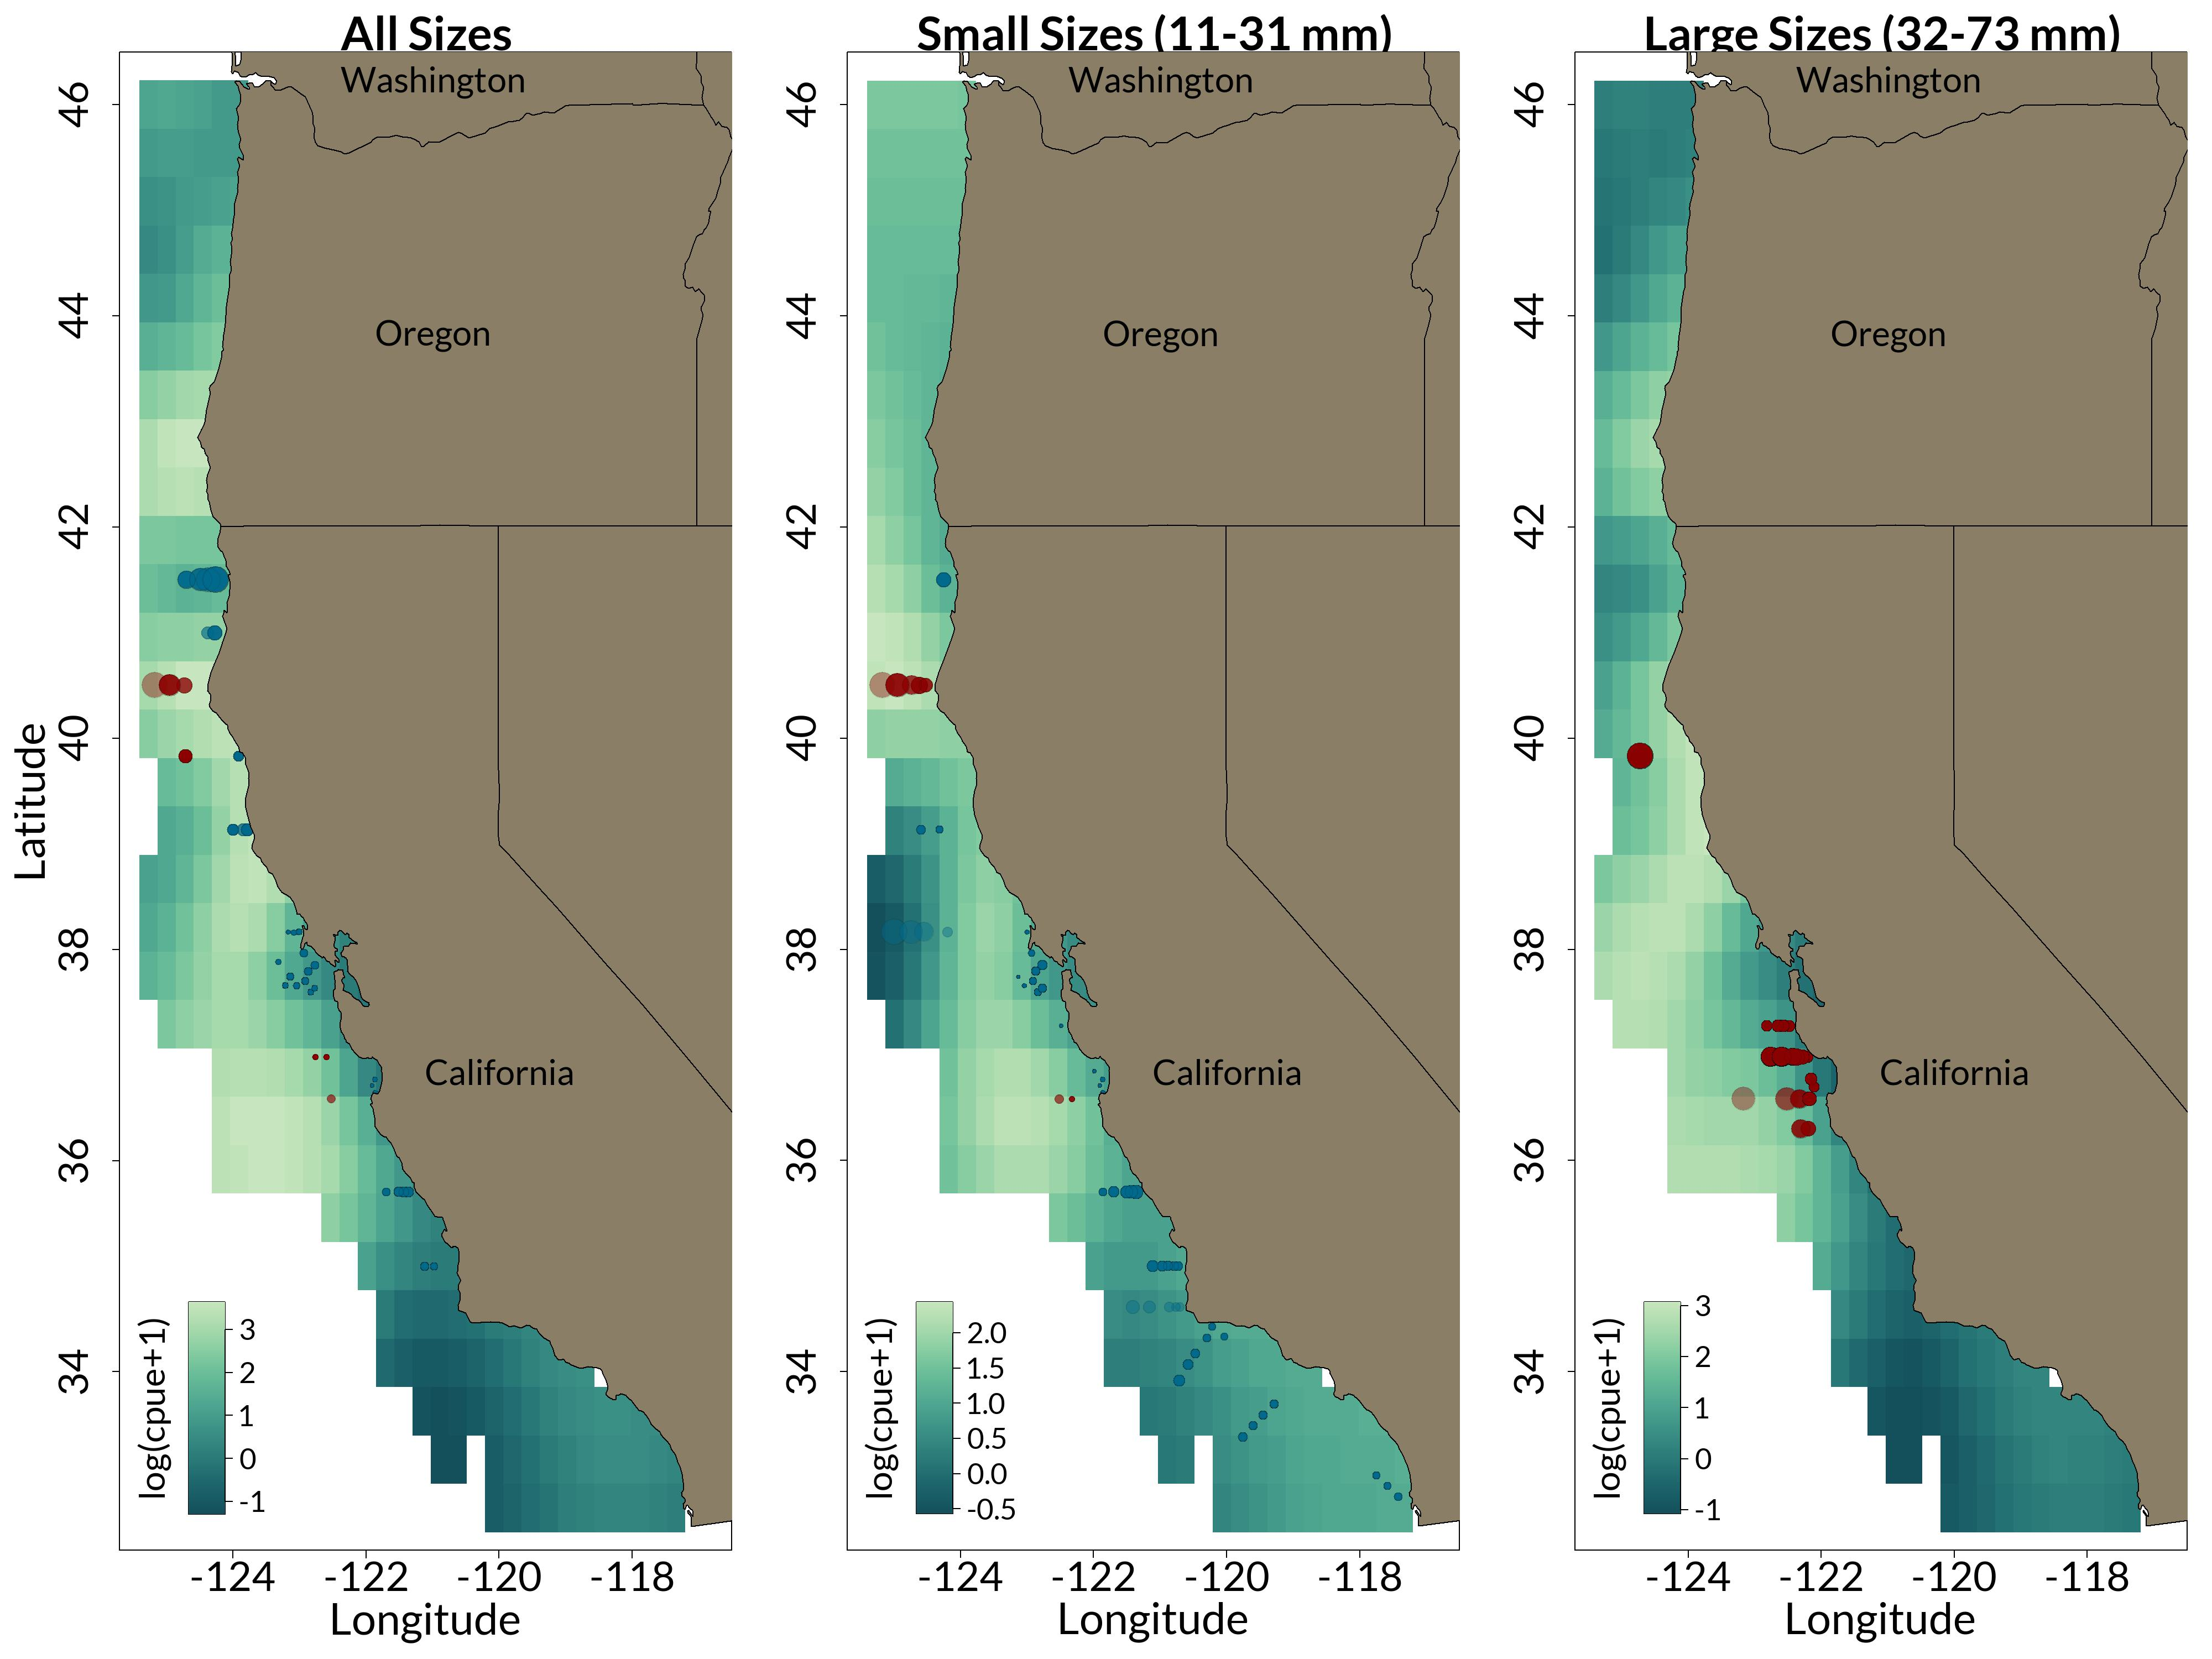 All Sizes
Small Sizes (11-31 mm)
Large Sizes (32-73 mm)
Washington
Oregon
California
46
44
42
40
38
36
34
Latitude
log(cpue+1)
3
2
1
0
-1
-124
-122
-120
-118
Longitude
Washington
Oregon
California
46
44
42
40
38
36
34
log(cpue+1)
2.0
1.5
1.0
0.5
0.0
-0.5
-124
-122
-120
-118
Longitude
Washington
Oregon
California
46
44
42
40
38
36
34
log(cpue+1)
3
2
1
0
-1
-124
-122
-120
-118
Longitude